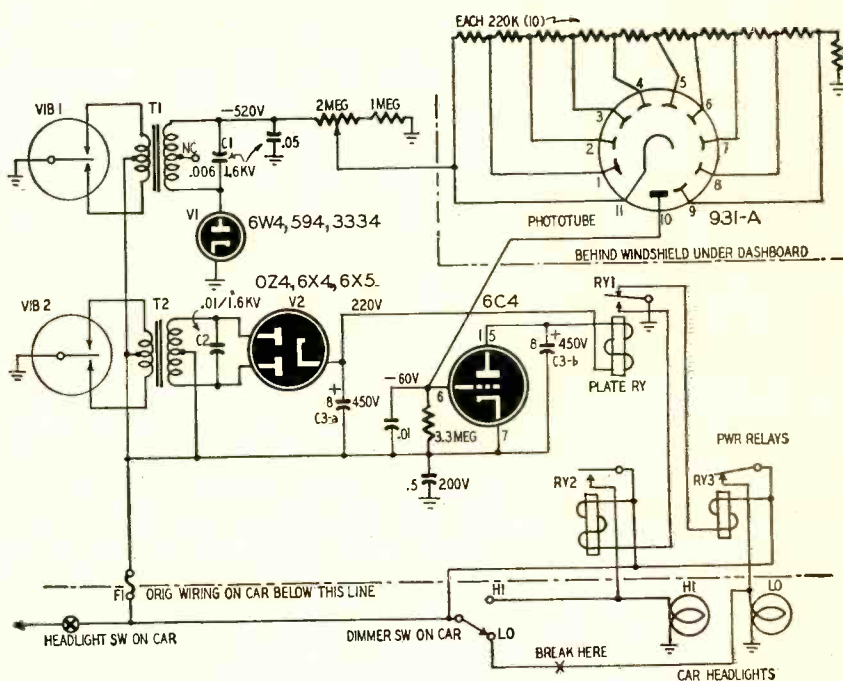 EACH 220K (10)
VIB 1
T1
-520V
2MEG
1MEG
NC
C1
.05
.006
1.6KV
V1
6W4, 594, 3334
1
2
3
4
5
6
7
8
9
10
11
PHOTOTUBE
931-A
BEHIND WINDSHIELD UNDER DASHBOARD
VIB 2
T2
.01/1.6KV
C2
0Z4, 6X4, 6X5
V2
220V
6C4
RY1
+
8
450V
C3-a
-60V
6
1
5
7
.01
3.3MEG
+
8
450V
C3-b
PLATE RY
.5
200V
PWR RELAYS
RY2
RY3
F1
ORIG WIRING ON CAR BELOW THIS LINE
HEADLIGHT SW ON CAR
DIMMER SW ON CAR
HI
LO
BREAK HERE
HI
LO
CAR HEADLIGHTS